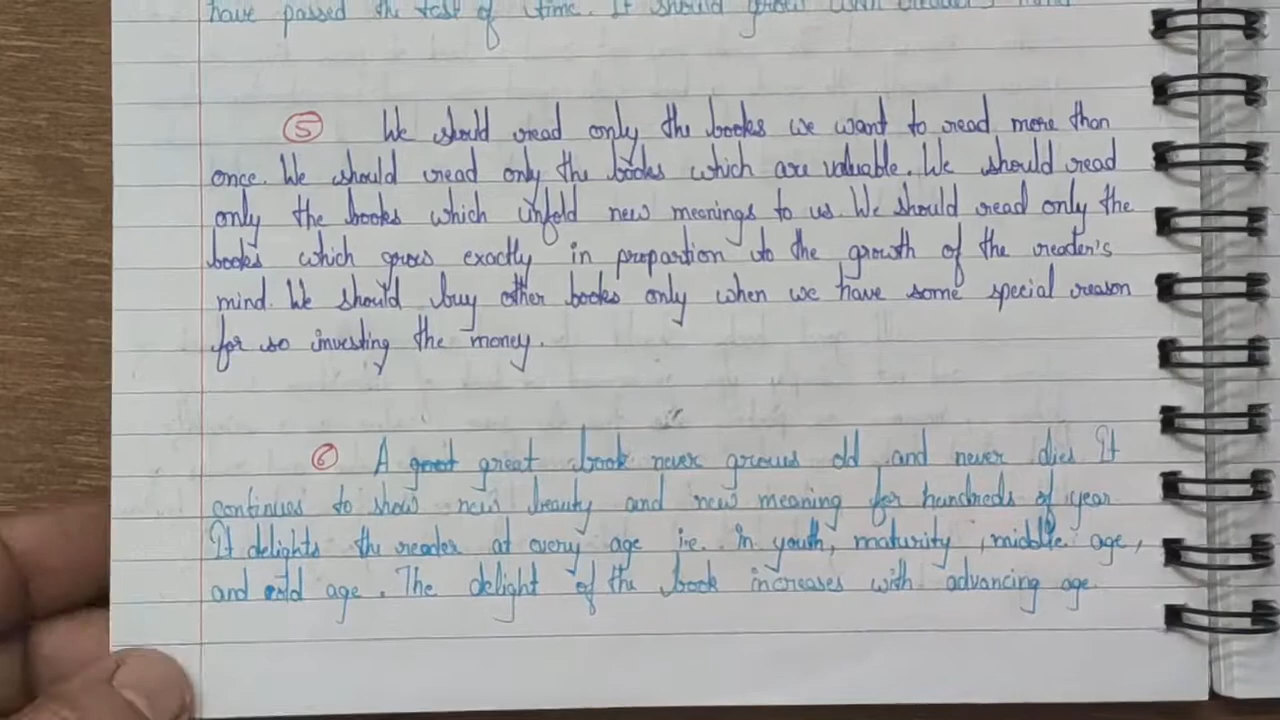 have passed the test of time. It should grow with reader's mind
⑤ We should read only the books we want to read more than
once. We should read only the books which are valuable. We should read
only the books which unfold new meanings to us. We should read only the
books which grows exactly in proportion to the growth of the reader's
mind. We should buy other books only when we have some special reason
for so investing the money.
⑥ A great book never grows old and never dies It
continues to show new beauty and new meaning for hundreds of year
It delights the reader at every age i.e. in youth, maturity, middle age,
and old age. The delight of the book increases with advancing age